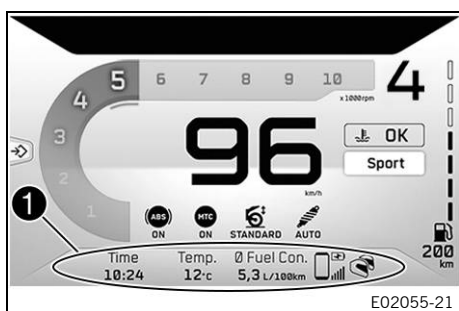 1 2 3 4 5 6 7 8 9 10
x1000rpm
4
96
km/h
OK
Sport
ABS MTC
ON ON STANDARD AUTO
200
km
1
Time Temp. Ø Fuel Con.
10:24 12°C 5,3 L/100km
E02055-21